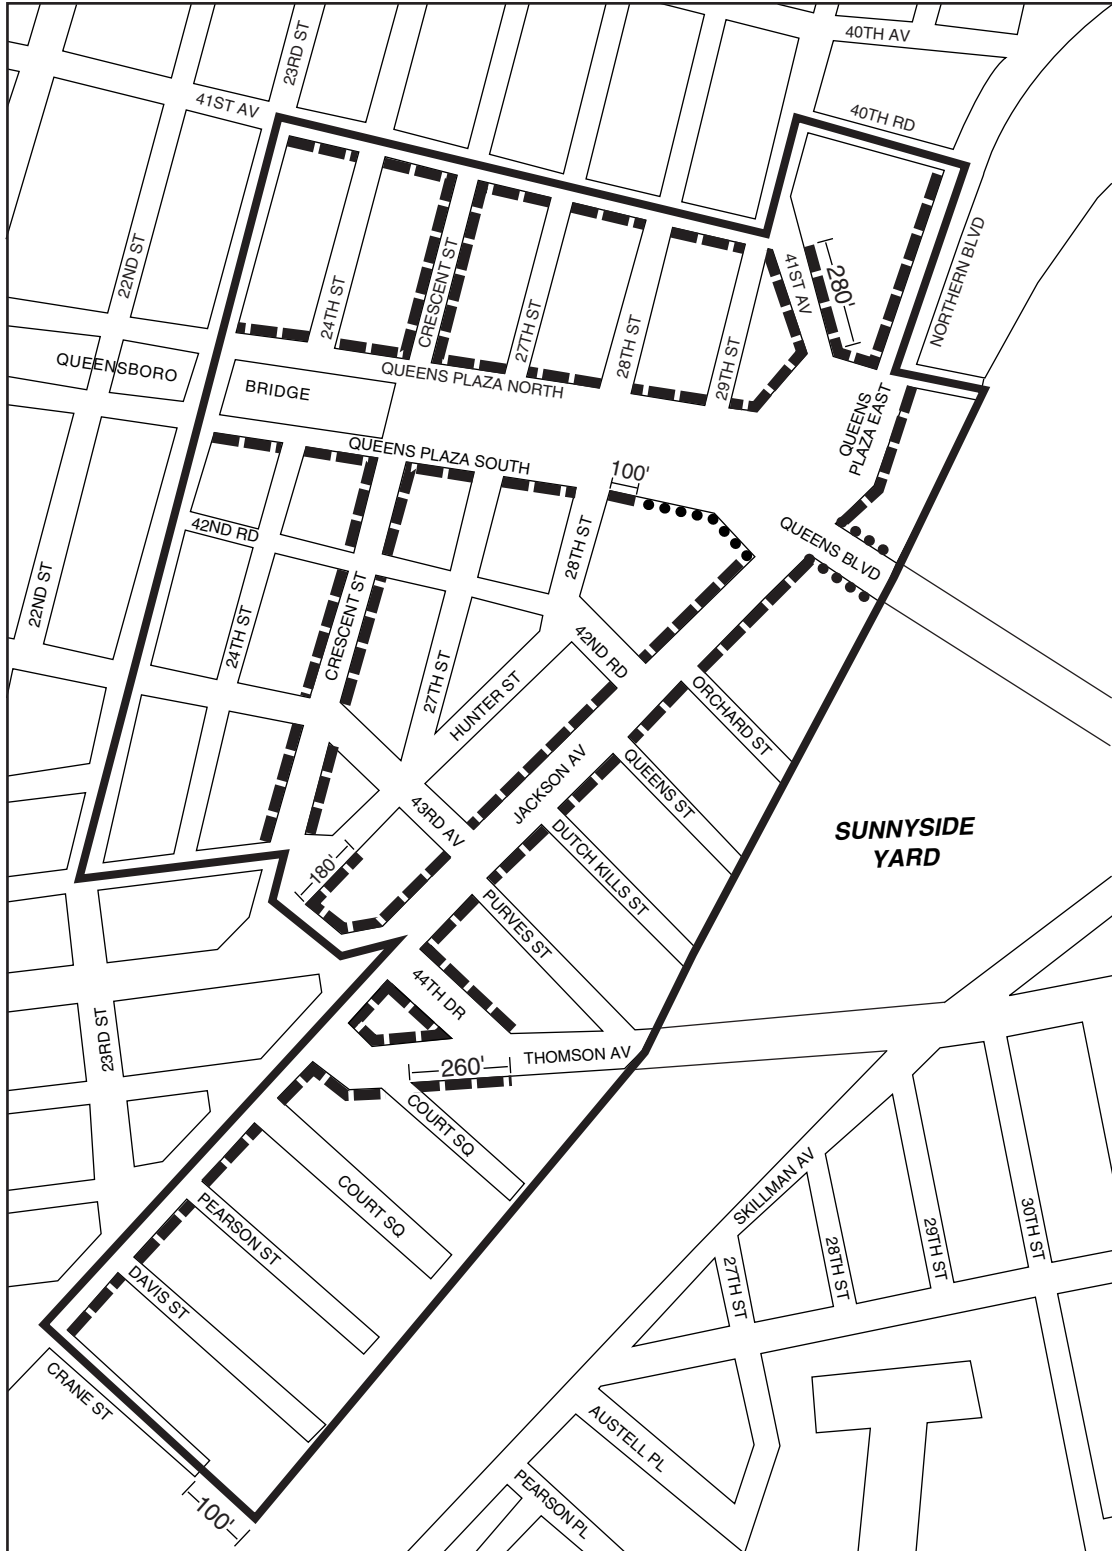 40TH AV
23RD ST
41ST AV
40TH RD
22ND ST
NORTHERN BLVD
41ST AV
280'
24TH ST
CRESCENT ST
27TH ST
28TH ST
29TH ST
QUEENSBORO
BRIDGE
QUEENS PLAZA NORTH
QUEENS
PLAZA EAST
QUEENS PLAZA SOUTH
100'
42ND RD
28TH ST
QUEENS BLVD
22ND ST
24TH ST
CRESCENT ST
27TH ST
42ND RD
HUNTER ST
ORCHARD ST
JACKSON AV
QUEENS ST
43RD AV
DUTCH KILLS ST
SUNNYSIDE
YARD
180'
PURVES ST
44TH DR
23RD ST
THOMSON AV
260'
COURT SQ
COURT SQ
SKILLMAN AV
PEARSON ST
30TH ST
29TH ST
28TH ST
27TH ST
DAVIS ST
CRANE ST
AUSTELL PL
PEARSON PL
100'